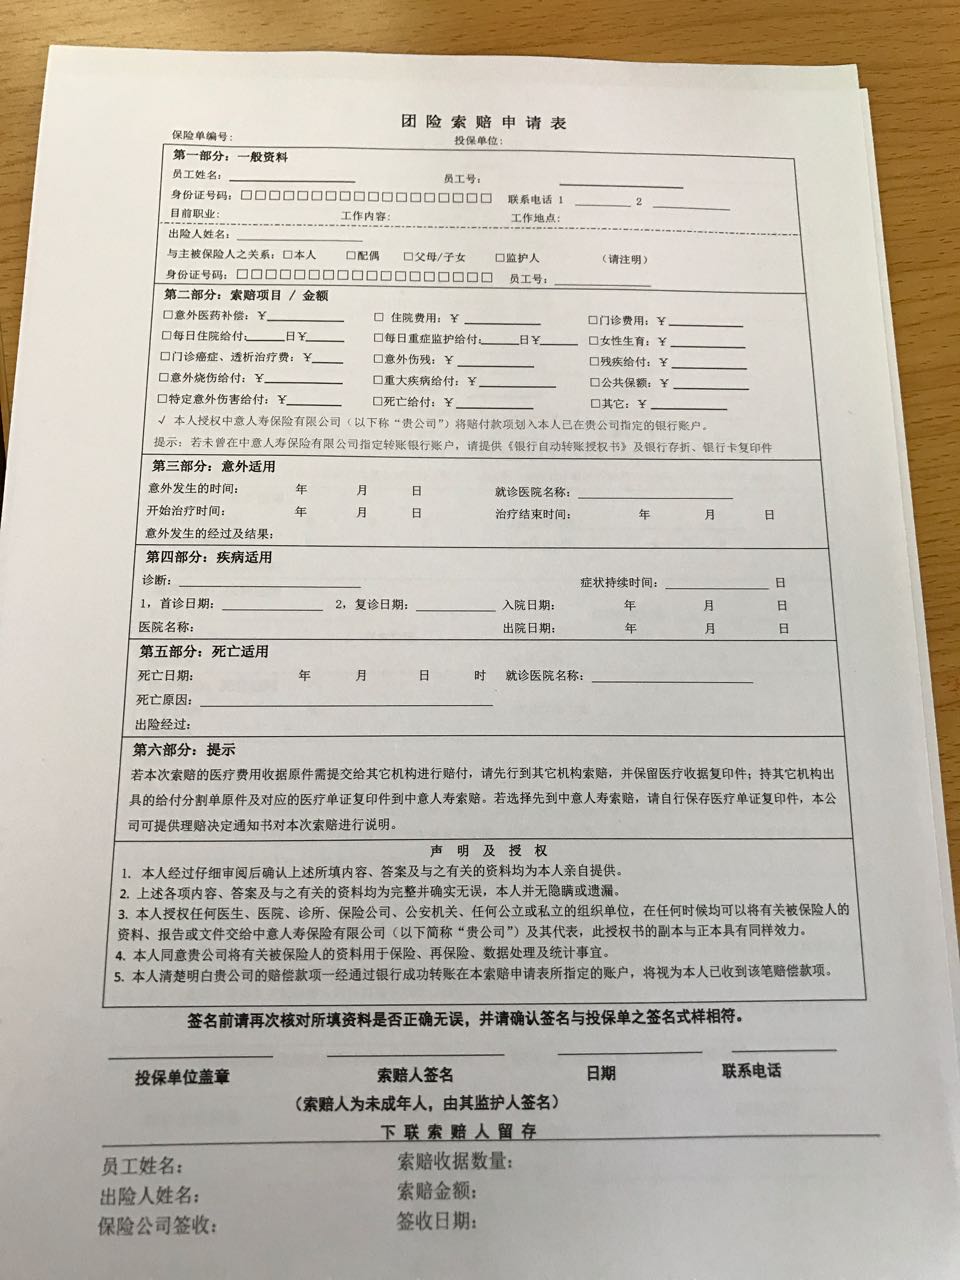 团险索赔申请表
保险单编号: 投保单位:
第一部分: 一般资料
员工姓名: 员工号:
身份证号码: □□□□□□□□□□□□□□□□□□ 联系电话 1 2
目前职业: 工作内容: 工作地点:
出险人姓名:
与主被保险人之关系: □本人 □配偶 □父母/子女 □监护人 (请注明)
身份证号码: □□□□□□□□□□□□□□□□□□ 员工号:
第二部分: 索赔项目 / 金额
□意外医药补偿: ¥ □ 住院费用: ¥ □门诊费用: ¥
□每日住院给付: 日¥ □每日重症监护给付: 日¥ □女性生育: ¥
□门诊癌症、透析治疗费: ¥ □意外伤残: ¥ □残疾给付: ¥
□意外烧伤给付: ¥ □重大疾病给付: ¥ □公共保额: ¥
□特定意外伤害给付: ¥ □死亡给付: ¥ □其它: ¥
√ 本人授权中意人寿保险有限公司(以下称“贵公司”)将赔付款项划入本人已在贵公司指定的银行账户。
提示: 若未曾在中意人寿保险有限公司指定转账银行账户, 请提供《银行自动转账授权书》及银行存折、银行卡复印件
第三部分: 意外适用
意外发生的时间: 年 月 日 就诊医院名称:
开始治疗时间: 年 月 日 治疗结束时间: 年 月 日
意外发生的经过及结果:
第四部分: 疾病适用
诊断: 症状持续时间: 日
1, 首诊日期: 2, 复诊日期: 入院日期: 年 月 日
医院名称: 出院日期: 年 月 日
第五部分: 死亡适用
死亡日期: 年 月 日 时 就诊医院名称:
死亡原因:
出险经过:
第六部分: 提示
若本次索赔的医疗费用收据原件需提交给其它机构进行赔付, 请先行到其它机构索赔, 并保留医疗收据复印件; 持其它机构出
具的给付分割单原件及对应的医疗单证复印件到中意人寿索赔。若选择先到中意人寿索赔, 请自行保存医疗单证复印件, 本公
司可提供理赔决定通知书对本次索赔进行说明。
声明及授权
1. 本人经过仔细审阅后确认上述所填内容、答案及与之有关的资料均为本人亲自提供。
2. 上述各项内容、答案及与之有关的资料均为完整并确实无误, 本人并无隐瞒或遗漏。
3. 本人授权任何医生、医院、诊所、保险公司、公安机关、任何公立或私立的组织单位, 在任何时候均可以将有关被保险人的
资料、报告或文件交给中意人寿保险有限公司(以下简称“贵公司”)及其代表, 此授权书的副本与正本具有同样效力。
4. 本人同意贵公司将有关被保险人的资料用于保险、再保险、数据处理及统计事宜。
5. 本人清楚明白贵公司的赔偿款项一经通过银行成功转账在本索赔申请表所指定的账户, 将视为本人已收到该笔赔偿款项。
签名前请再次核对所填资料是否正确无误, 并请确认签名与投保单之签名式样相符。
投保单位盖章 索赔人签名 日期 联系电话
(索赔人为未成年人, 由其监护人签名)
下联索赔人留存
员工姓名: 索赔收据数量:
出险人姓名: 索赔金额:
保险公司签收: 签收日期: